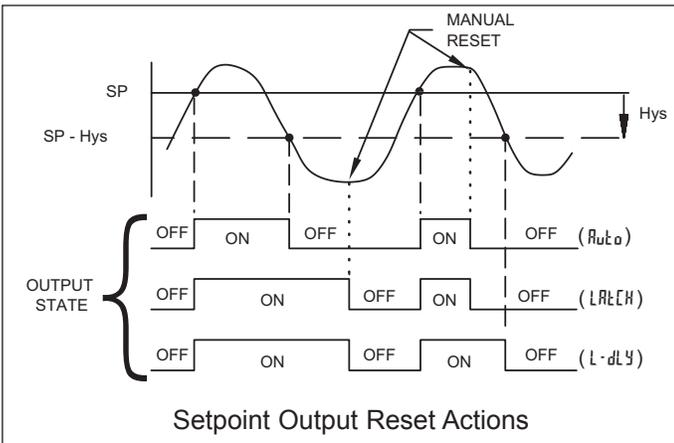 MANUAL
RESET
SP
Hys
SP - Hys
OFF ON OFF ON OFF (Auto)
OUTPUT
STATE
OFF ON OFF ON OFF (LAtCH)
OFF ON OFF ON OFF (L-dLY)
Setpoint Output Reset Actions